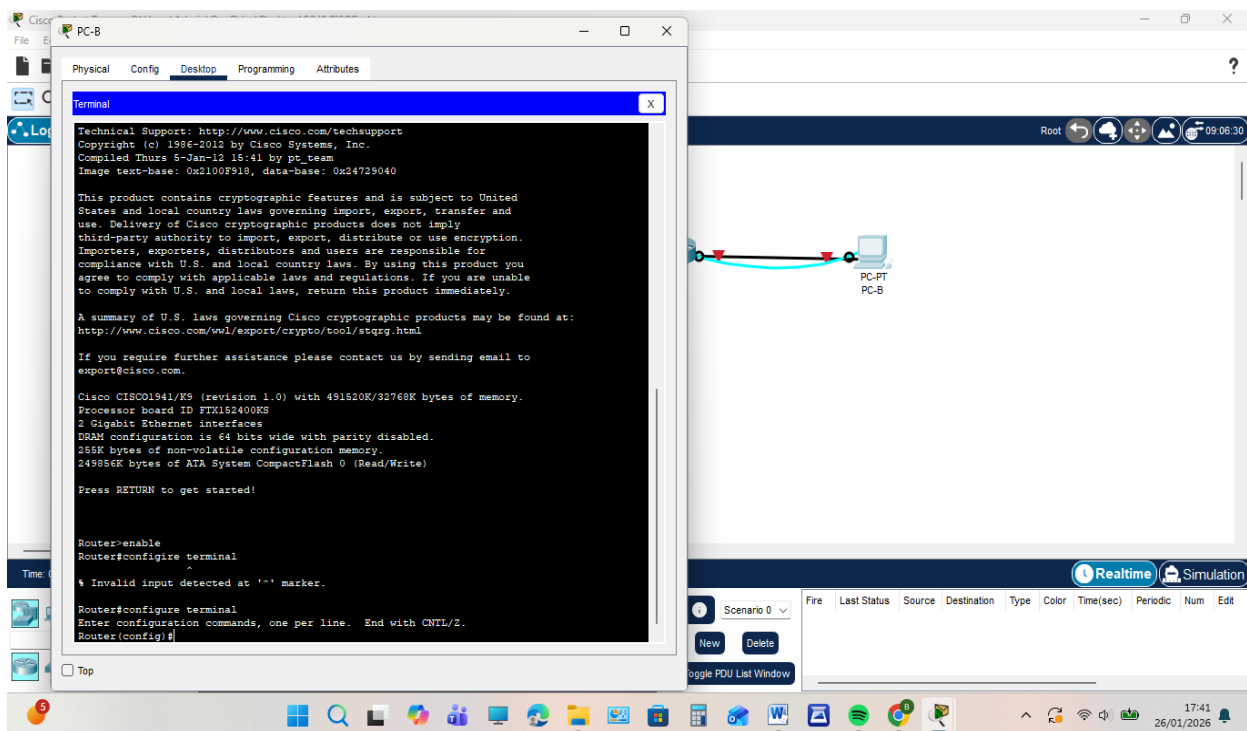 Cisc
PC-B
File
Physical Config Desktop Programming Attributes
?
Terminal
X
Log
Root
09:06:30
Technical Support: http://www.cisco.com/techsupport
Copyright (c) 1986-2012 by Cisco Systems, Inc.
Compiled Thurs 5-Jan-12 15:41 by pt_team
Image text-base: 0x2100F918, data-base: 0x24729040
This product contains cryptographic features and is subject to United
States and local country laws governing import, export, transfer and
use. Delivery of Cisco cryptographic products does not imply
third-party authority to import, export, distribute or use encryption.
Importers, exporters, distributors and users are responsible for
compliance with U.S. and local country laws. By using this product you
agree to comply with applicable laws and regulations. If you are unable
to comply with U.S. and local laws, return this product immediately.
A summary of U.S. laws governing Cisco cryptographic products may be found at:
http://www.cisco.com/wwl/export/crypto/tool/stqrg.html
If you require further assistance please contact us by sending email to
export@cisco.com.
Cisco CISCO1941/K9 (revision 1.0) with 491520K/32768K bytes of memory.
Processor board ID FTX152400KS
2 Gigabit Ethernet interfaces
DRAM configuration is 64 bits wide with parity disabled.
255K bytes of non-volatile configuration memory.
249856K bytes of ATA System CompactFlash 0 (Read/Write)
Press RETURN to get started!
Router>enable
Router#configire terminal
^
% Invalid input detected at '^' marker.
Router#configure terminal
Enter configuration commands, one per line. End with CNTL/Z.
Router(config)#
Top
PC-PT
PC-B
Time:
Realtime
Simulation
Scenario 0
New
Delete
oggle PDU List Window
Fire Last Status Source Destination Type Color Time(sec) Periodic Num Edit
5
17:41
26/01/2026